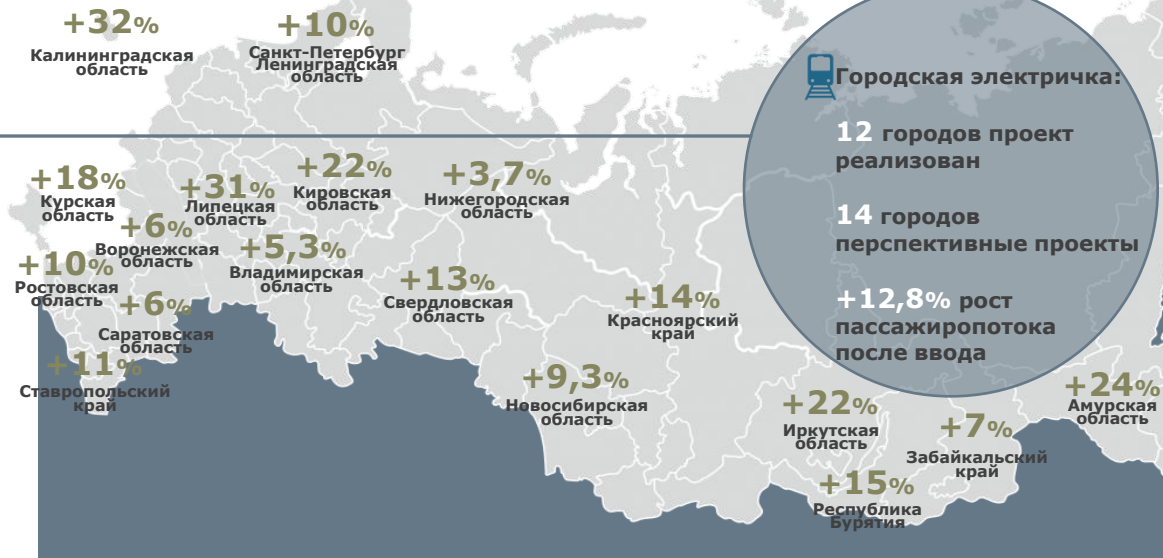 +32%
Калининградская
область
+10%
Санкт-Петербург
Ленинградская
область
Городская электричка:
12 городов проект
реализован
14 городов
перспективные проекты
+12,8% рост
пассажиропотока
после ввода
+18%
Курская
область
+31%
Липецкая
область
+22%
Кировская
область
+3,7%
Нижегородская
область
+6%
Воронежская
область
+5,3%
Владимирская
область
+10%
Ростовская
область
+6%
Саратовская
область
+13%
Свердловская
область
+14%
Красноярский
край
+11%
Ставропольский
край
+9,3%
Новосибирская
область
+22%
Иркутская
область
+7%
Забайкальский
край
+24%
Амурская
область
+15%
Республика
Бурятия